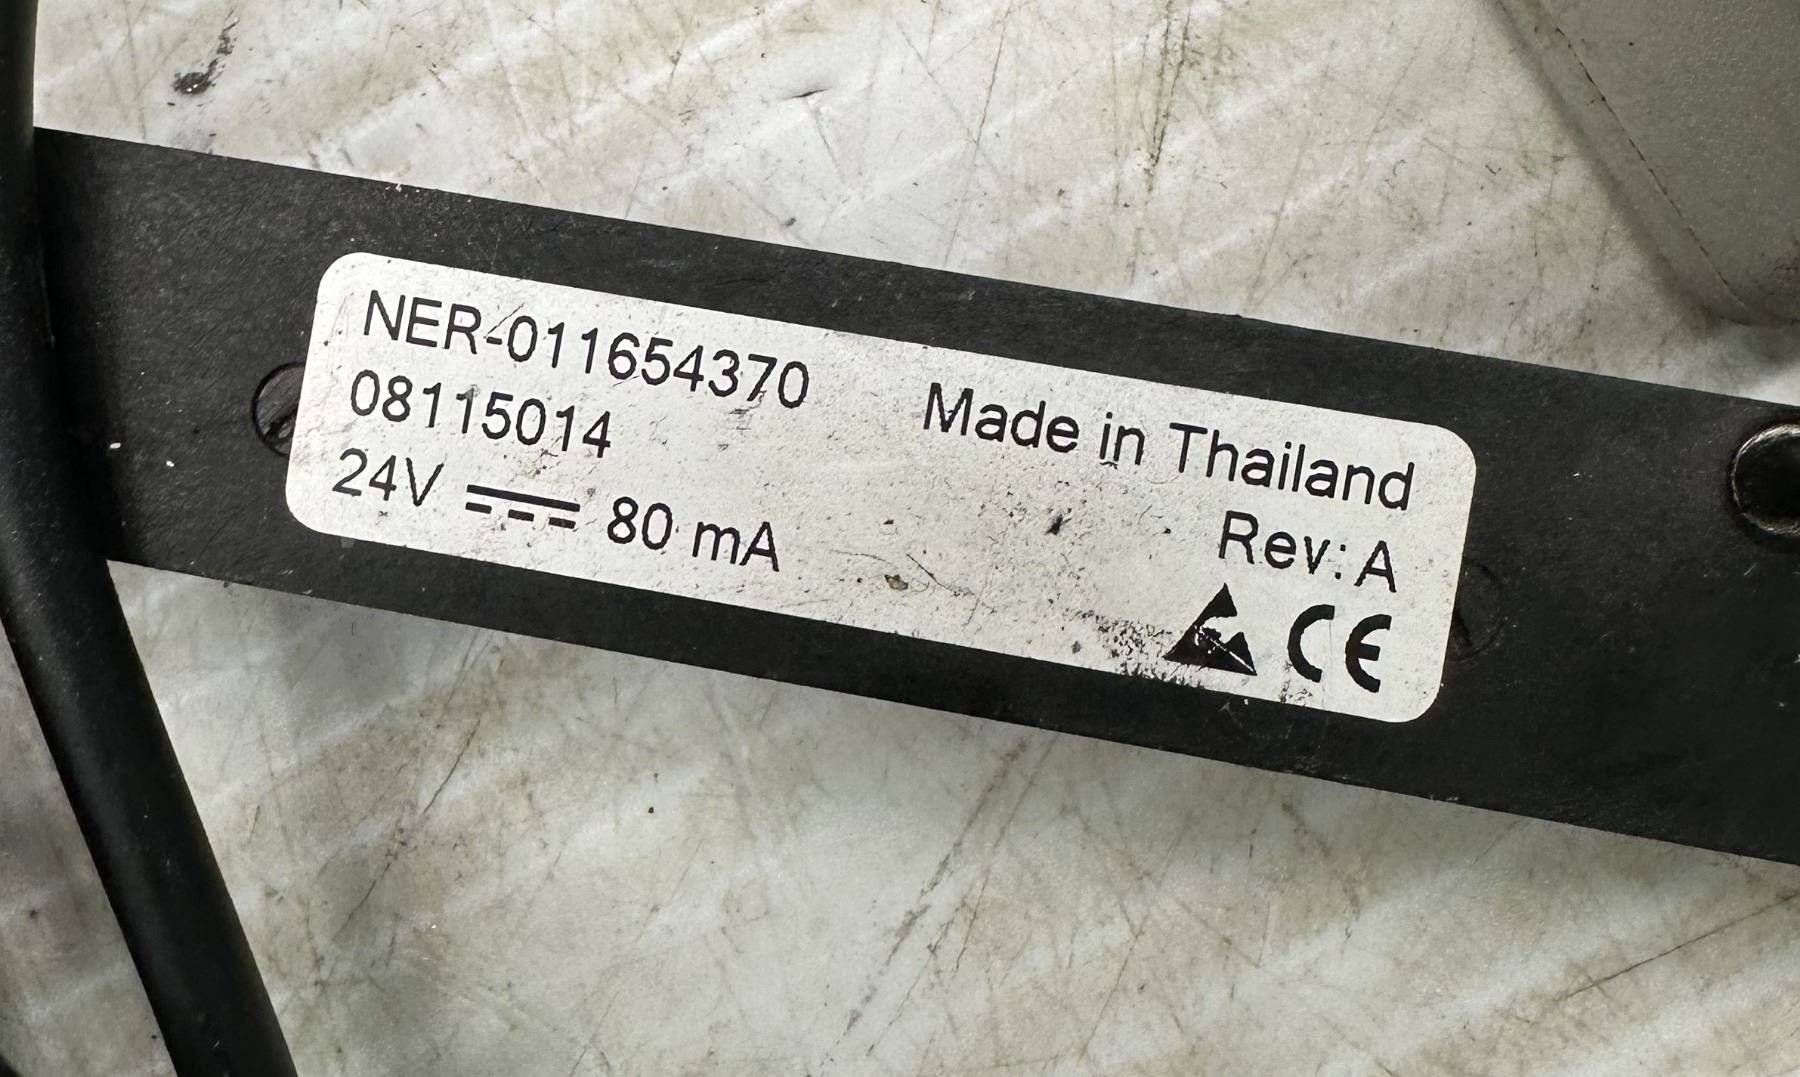 NER-011654370
08115014
24V ⎓ 80 mA
Made in Thailand
Rev: A
CE